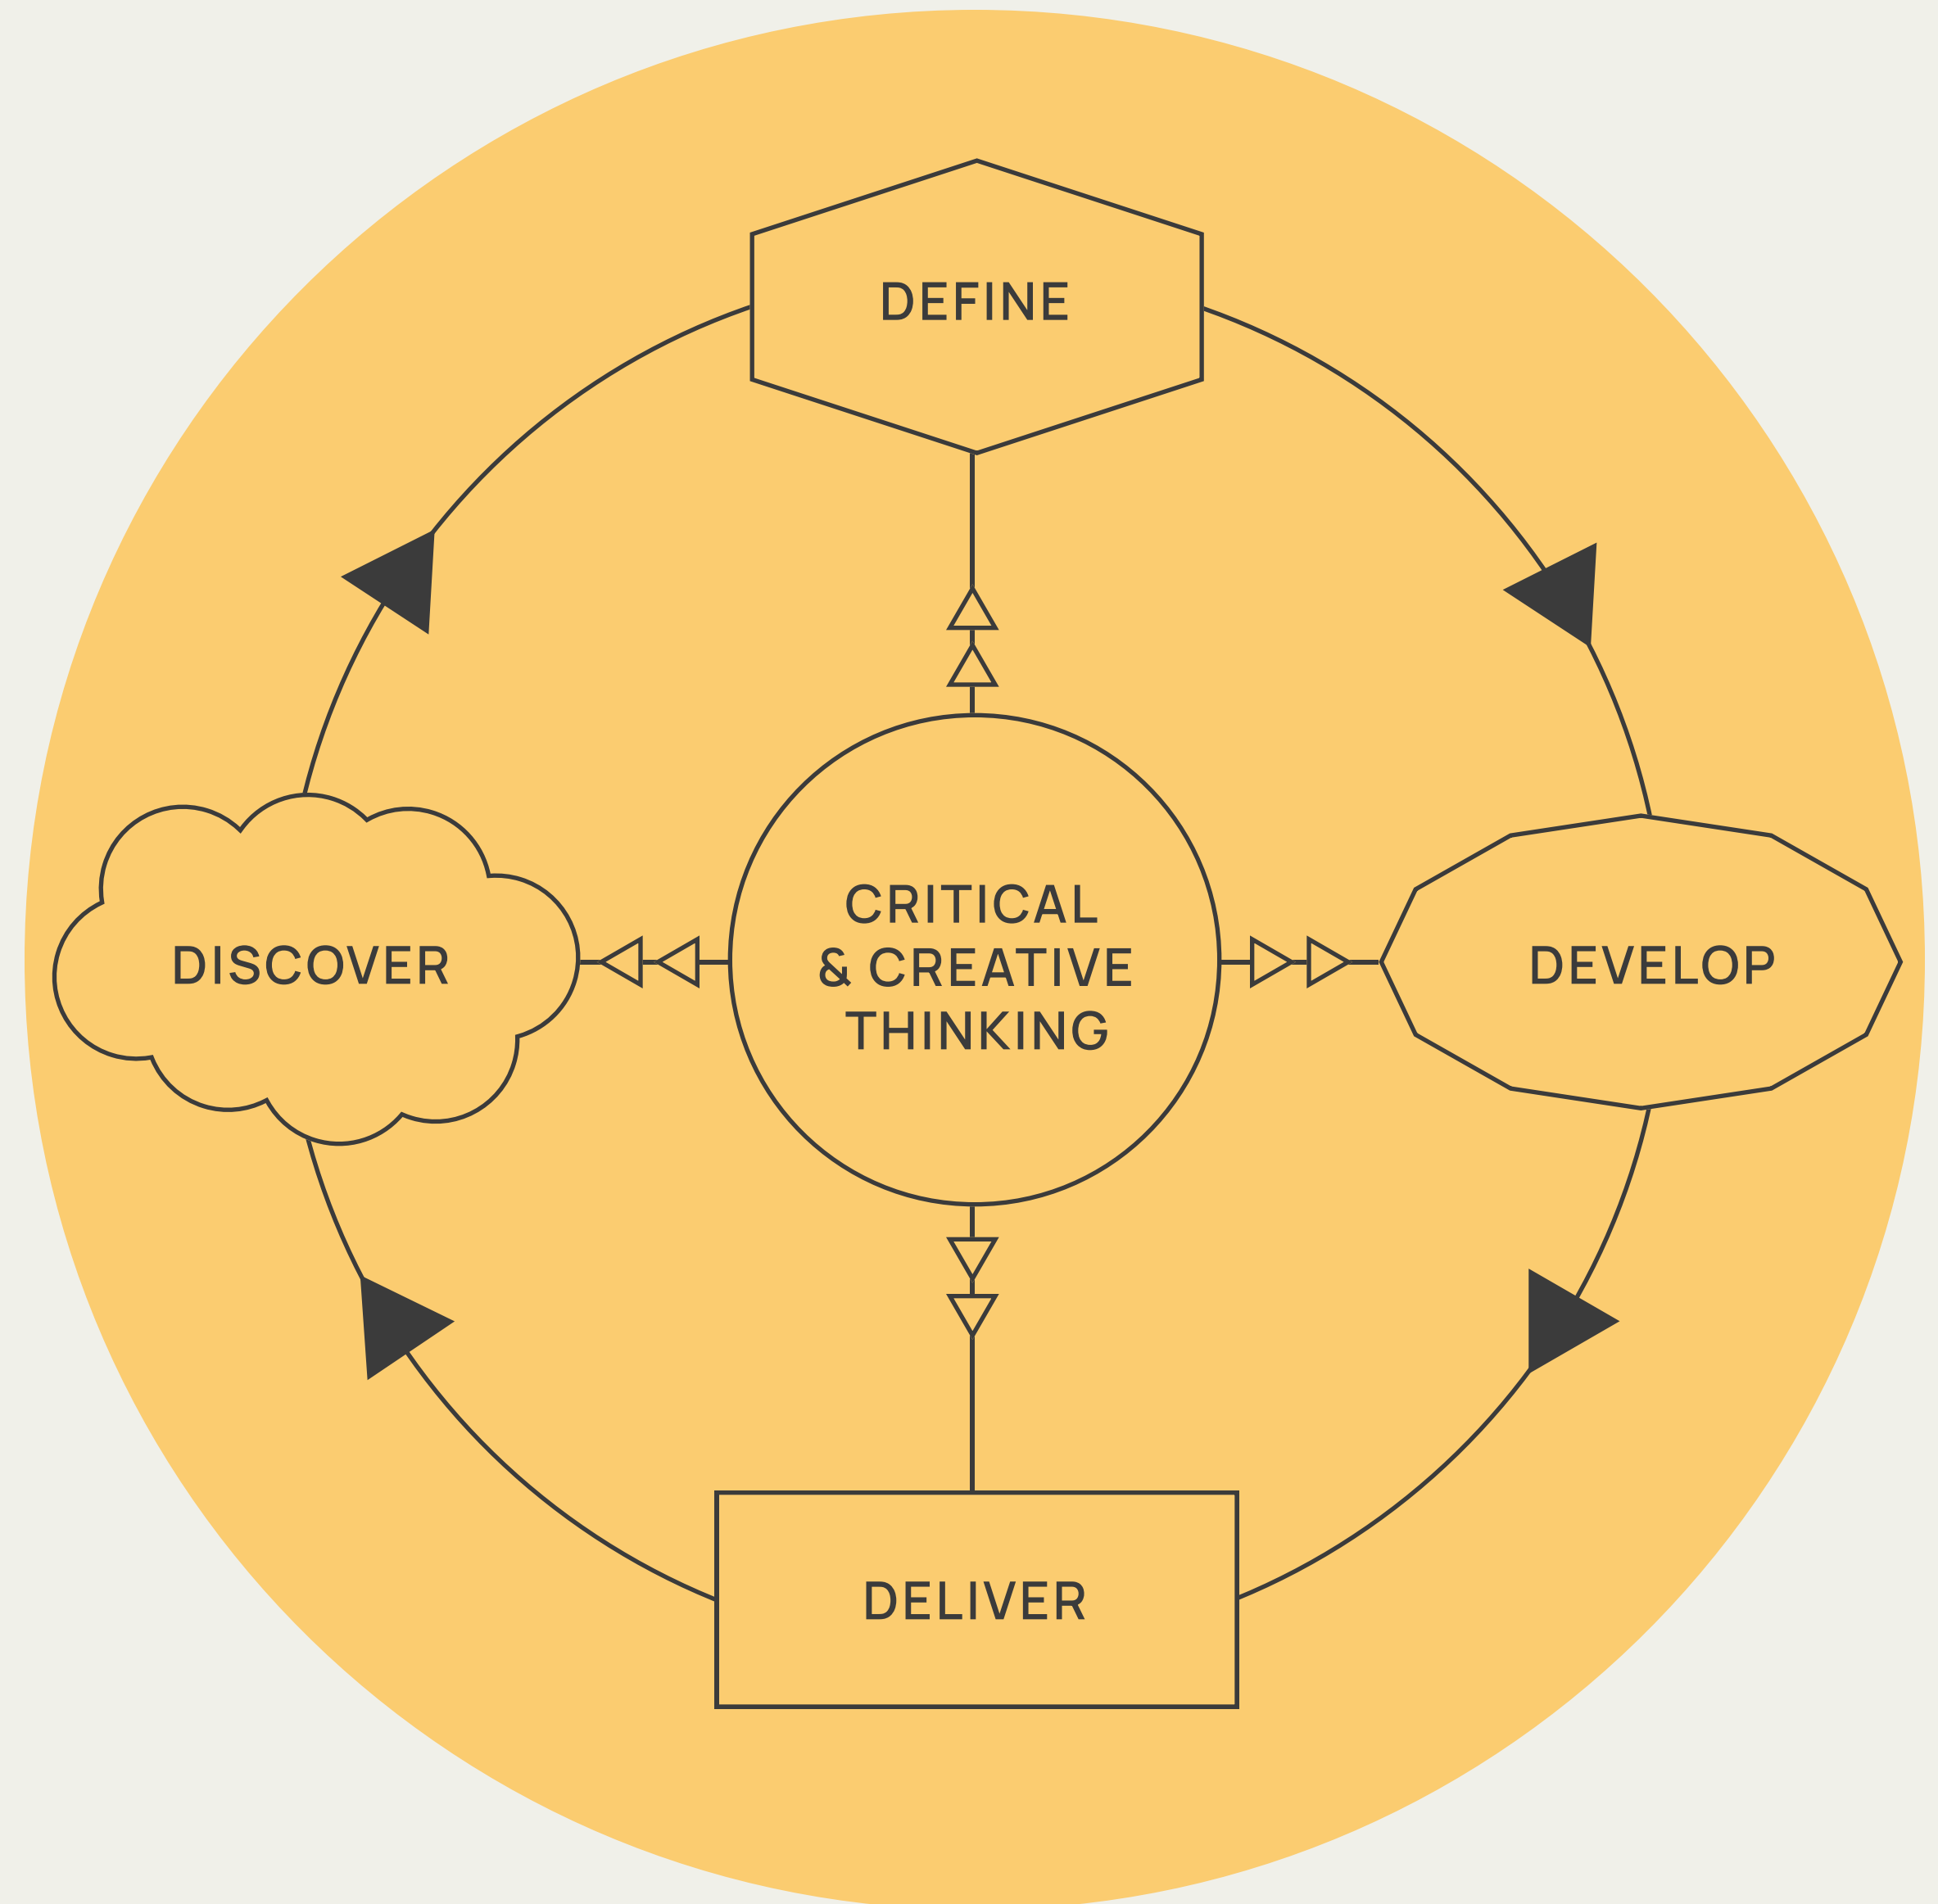 DEFINE
DISCOVER
CRITICAL
& CREATIVE
THINKING
DEVELOP
DELIVER